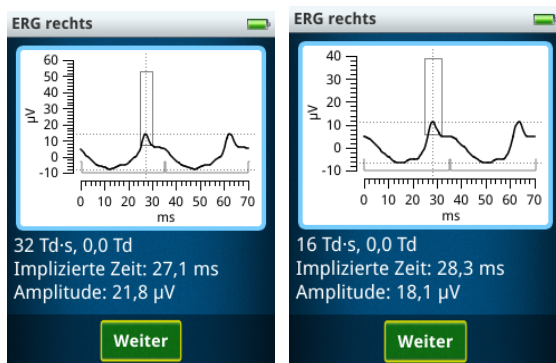 ERG rechts
60
50
40
30
20
10
0
-10
µV
0 10 20 30 40 50 60 70
ms
32 Td·s, 0,0 Td
Implizierte Zeit: 27,1 ms
Amplitude: 21,8 µV
Weiter
ERG rechts
40
30
20
10
0
-10
µV
0 10 20 30 40 50 60 70
ms
16 Td·s, 0,0 Td
Implizierte Zeit: 28,3 ms
Amplitude: 18,1 µV
Weiter